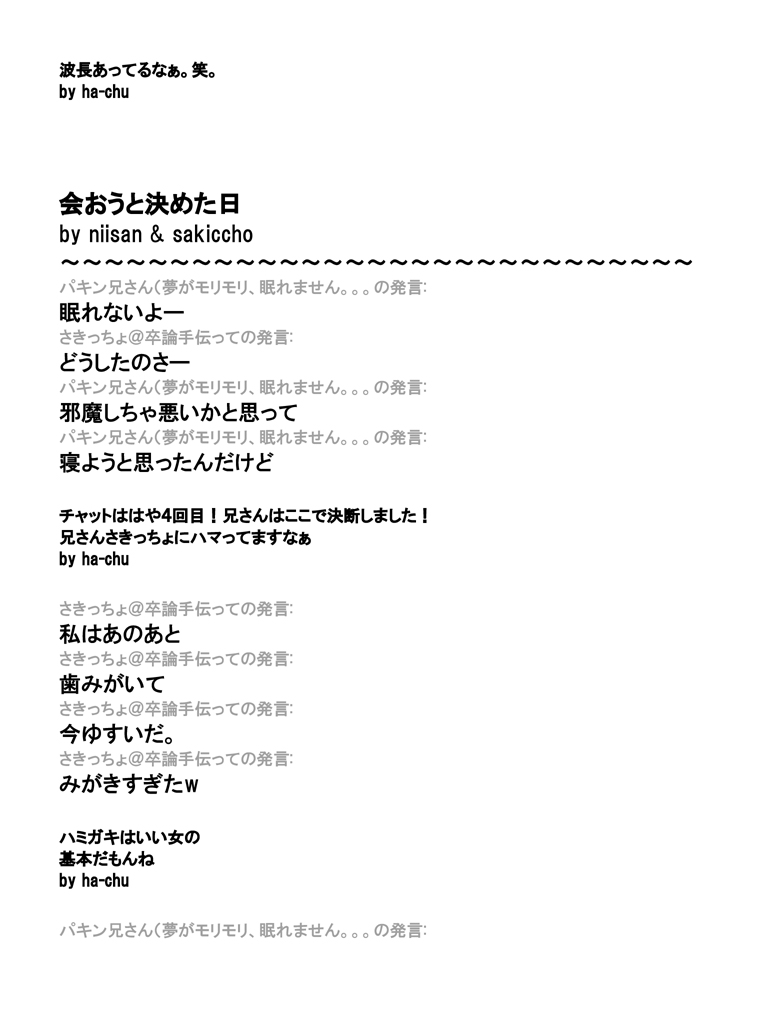 波長あってるなぁ。笑。
by ha-chu
会おうと決めた日
by niisan & sakiccho
～～～～～～～～～～～～～～～～～～～～～～～～～～～～～
パキン兄さん（夢がモリモリ、眠れません。。。の発言:
眠れないよー
さきっちょ＠卒論手伝っての発言:
どうしたのさー
パキン兄さん（夢がモリモリ、眠れません。。。の発言:
邪魔しちゃ悪いかと思って
パキン兄さん（夢がモリモリ、眠れません。。。の発言:
寝ようと思ったんだけど
チャットははや4回目！兄さんはここで決断しました！
兄さんさきっちょにハマってますなぁ
by ha-chu
さきっちょ＠卒論手伝っての発言:
私はあのあと
さきっちょ＠卒論手伝っての発言:
歯みがいて
さきっちょ＠卒論手伝っての発言:
今ゆすいだ。
さきっちょ＠卒論手伝っての発言:
みがきすぎたw
ハミガキはいい女の
基本だもんね
by ha-chu
パキン兄さん（夢がモリモリ、眠れません。。。の発言: